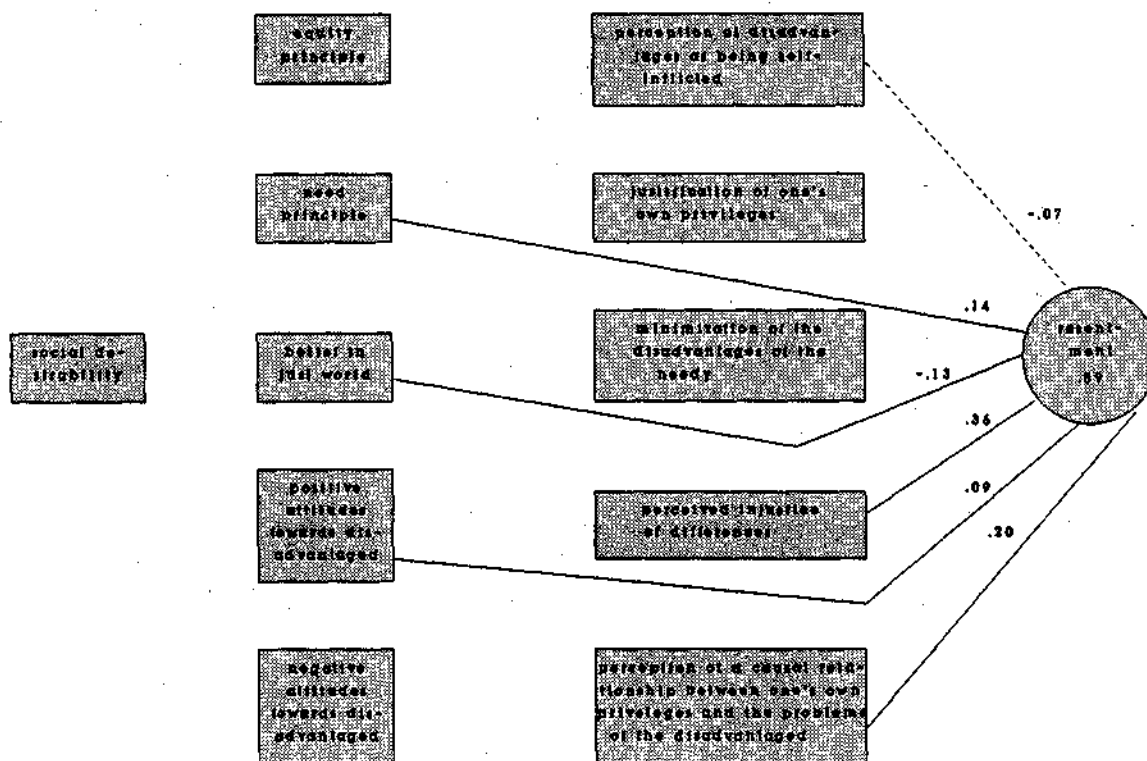 equity
principle
perception of disadvan-
tages as being self-
inflicted
need
principle
justification of one's
own privileges
-.07
.14
social de-
sirability
belief in
just world
minimization of the
disadvantages of the
needy
-.13
resent-
ment
.59
.36
positive
attitudes
towards dis-
advantaged
perceived injustice
of differences
.09
.20
negative
attitudes
towards dis-
advantaged
perception of a causal rela-
tionship between one's own
priveleges and the problems
of the disadvantaged